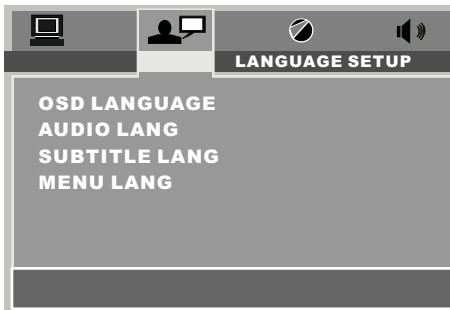 LANGUAGE SETUP
OSD LANGUAGE
AUDIO LANG
SUBTITLE LANG
MENU LANG